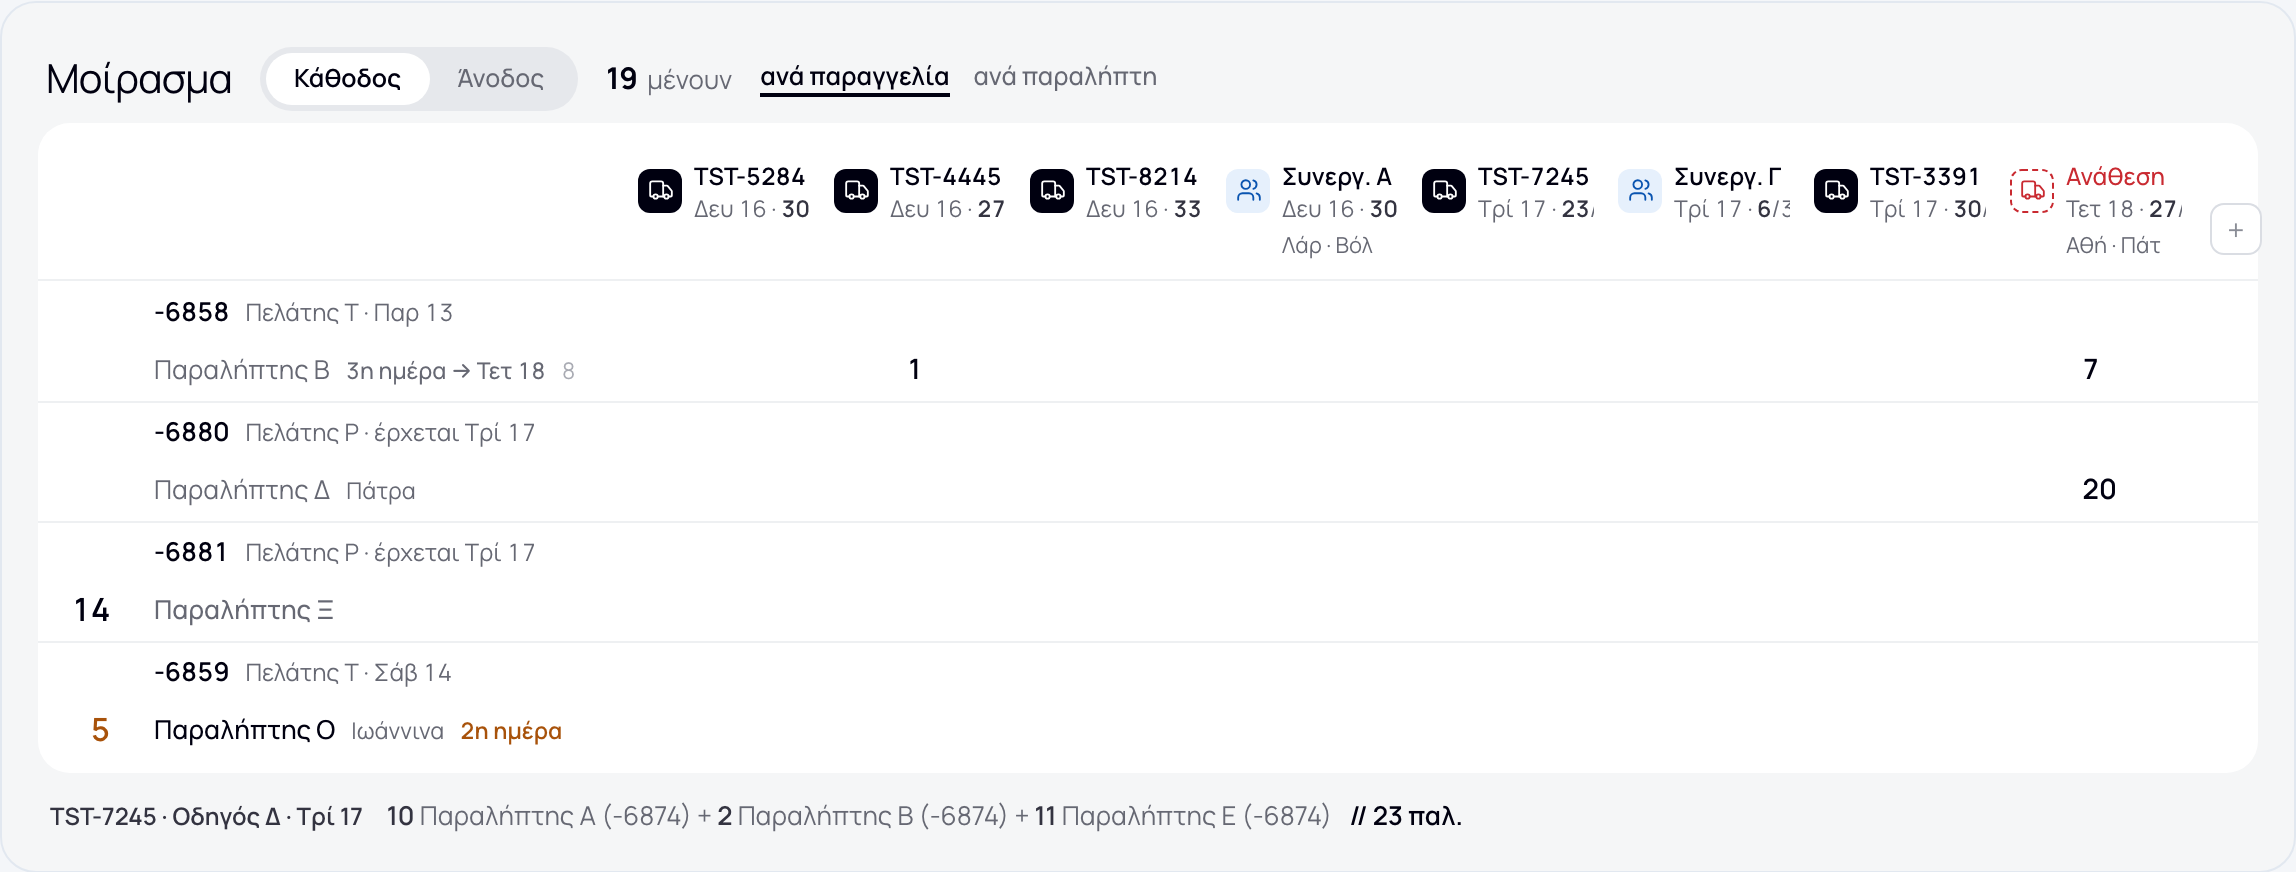 Μοίρασμα Κάθοδος Άνοδος 19 μένουν ανά παραγγελία ανά παραλήπτη
TST-5284 TST-4445 TST-8214 Συνεργ. Α TST-7245 Συνεργ. Γ TST-3391 Ανάθεση
Δευ 16 · 30 Δευ 16 · 27 Δευ 16 · 33 Δευ 16 · 30 Τρί 17 · 23/ Τρί 17 · 6/3 Τρί 17 · 30/ Τετ 18 · 27/
+
Λάρ · Βόλ Αθή · Πάτ
-6858 Πελάτης Τ · Παρ 13
Παραλήπτης Β 3η ημέρα → Τετ 18 8 1 7
-6880 Πελάτης Ρ · έρχεται Τρί 17
Παραλήπτης Δ Πάτρα 20
-6881 Πελάτης Ρ · έρχεται Τρί 17
14 Παραλήπτης Ξ
-6859 Πελάτης Τ · Σάβ 14
5 Παραλήπτης Ο Ιωάννινα 2η ημέρα
TST-7245 · Οδηγός Δ · Τρί 17 10 Παραλήπτης Α (-6874) + 2 Παραλήπτης Β (-6874) + 11 Παραλήπτης Ε (-6874) // 23 παλ.